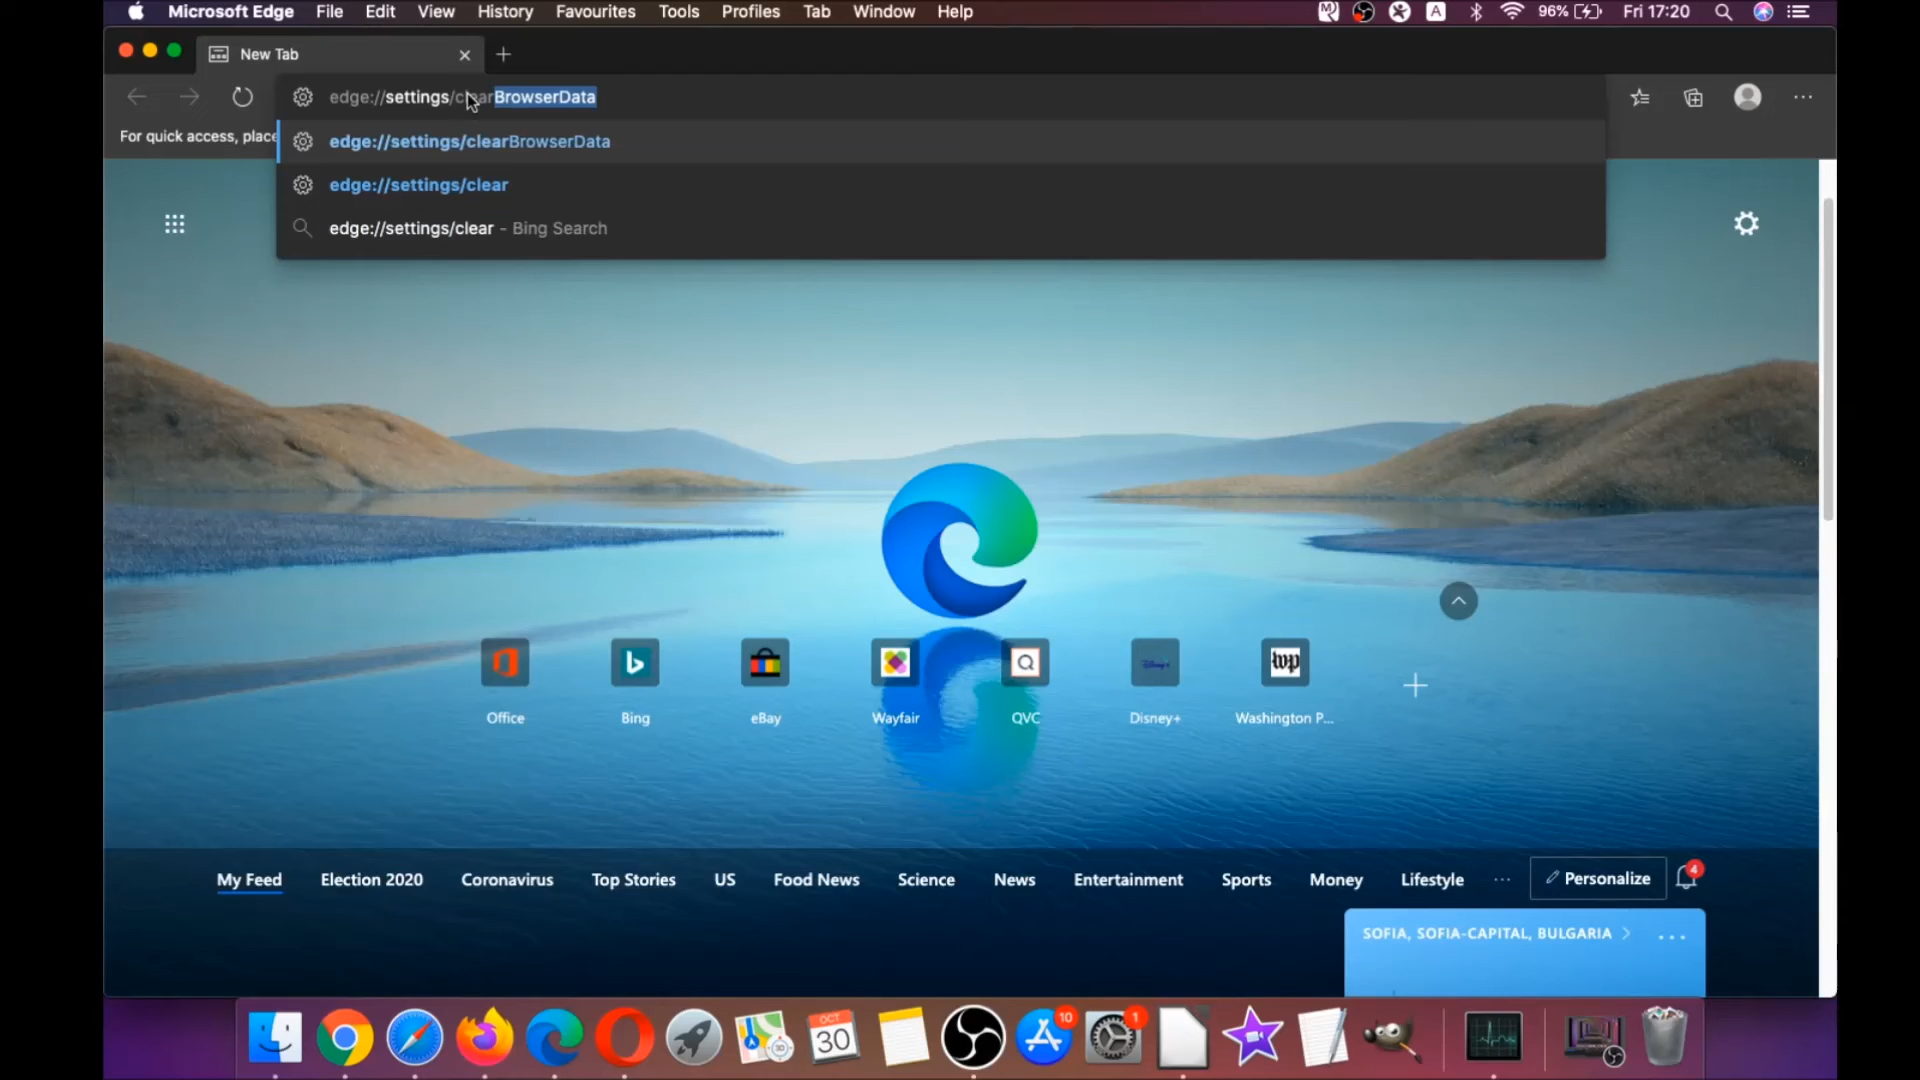 Microsoft Edge File Edit View History Favourites Tools Profiles Tab Window Help A 96% Fri 17:20
New Tab
edge://settings/clearBrowserData
For quick access, place
edge://settings/clearBrowserData
edge://settings/clear
edge://settings/clear - Bing Search
Office Bing eBay Wayfair QVC Disney+ Washington P...
My Feed Election 2020 Coronavirus Top Stories US Food News Science News Entertainment Sports Money Lifestyle ... Personalize 4
SOFIA, SOFIA-CAPITAL, BULGARIA
OCT 10 1
30